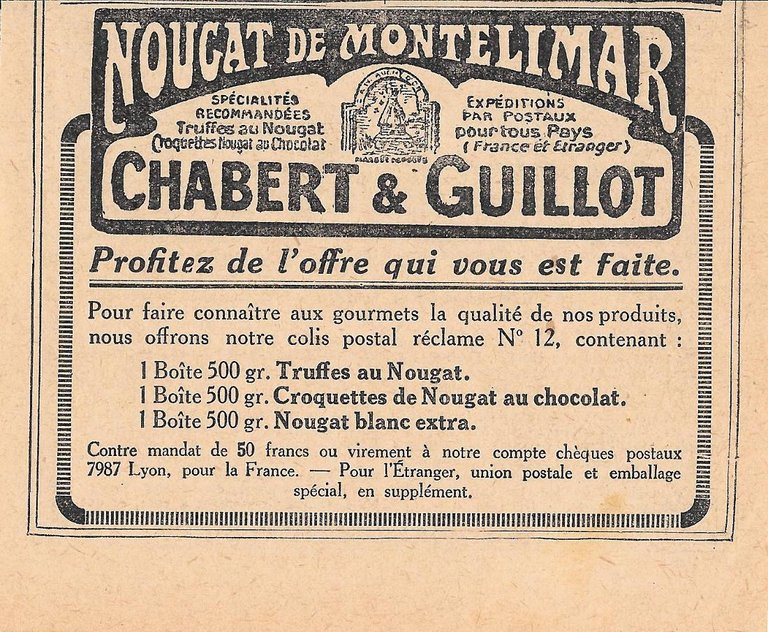 NOUGAT DE MONTELIMAR
SPÉCIALITÉS
RECOMMANDÉES
Truffes au Nougat
Croquettes Nougat au Chocolat
EXPÉDITIONS
PAR POSTAUX
pour tous Pays
(France et Etranger)
CHABERT & GUILLOT
Profitez de l'offre qui vous est faite.
Pour faire connaître aux gourmets la qualité de nos produits,
nous offrons notre colis postal réclame N° 12, contenant :
1 Boîte 500 gr. Truffes au Nougat.
1 Boîte 500 gr. Croquettes de Nougat au chocolat.
1 Boîte 500 gr. Nougat blanc extra.
Contre mandat de 50 francs ou virement à notre compte chèques postaux
7987 Lyon, pour la France. — Pour l'Étranger, union postale et emballage
spécial, en supplément.